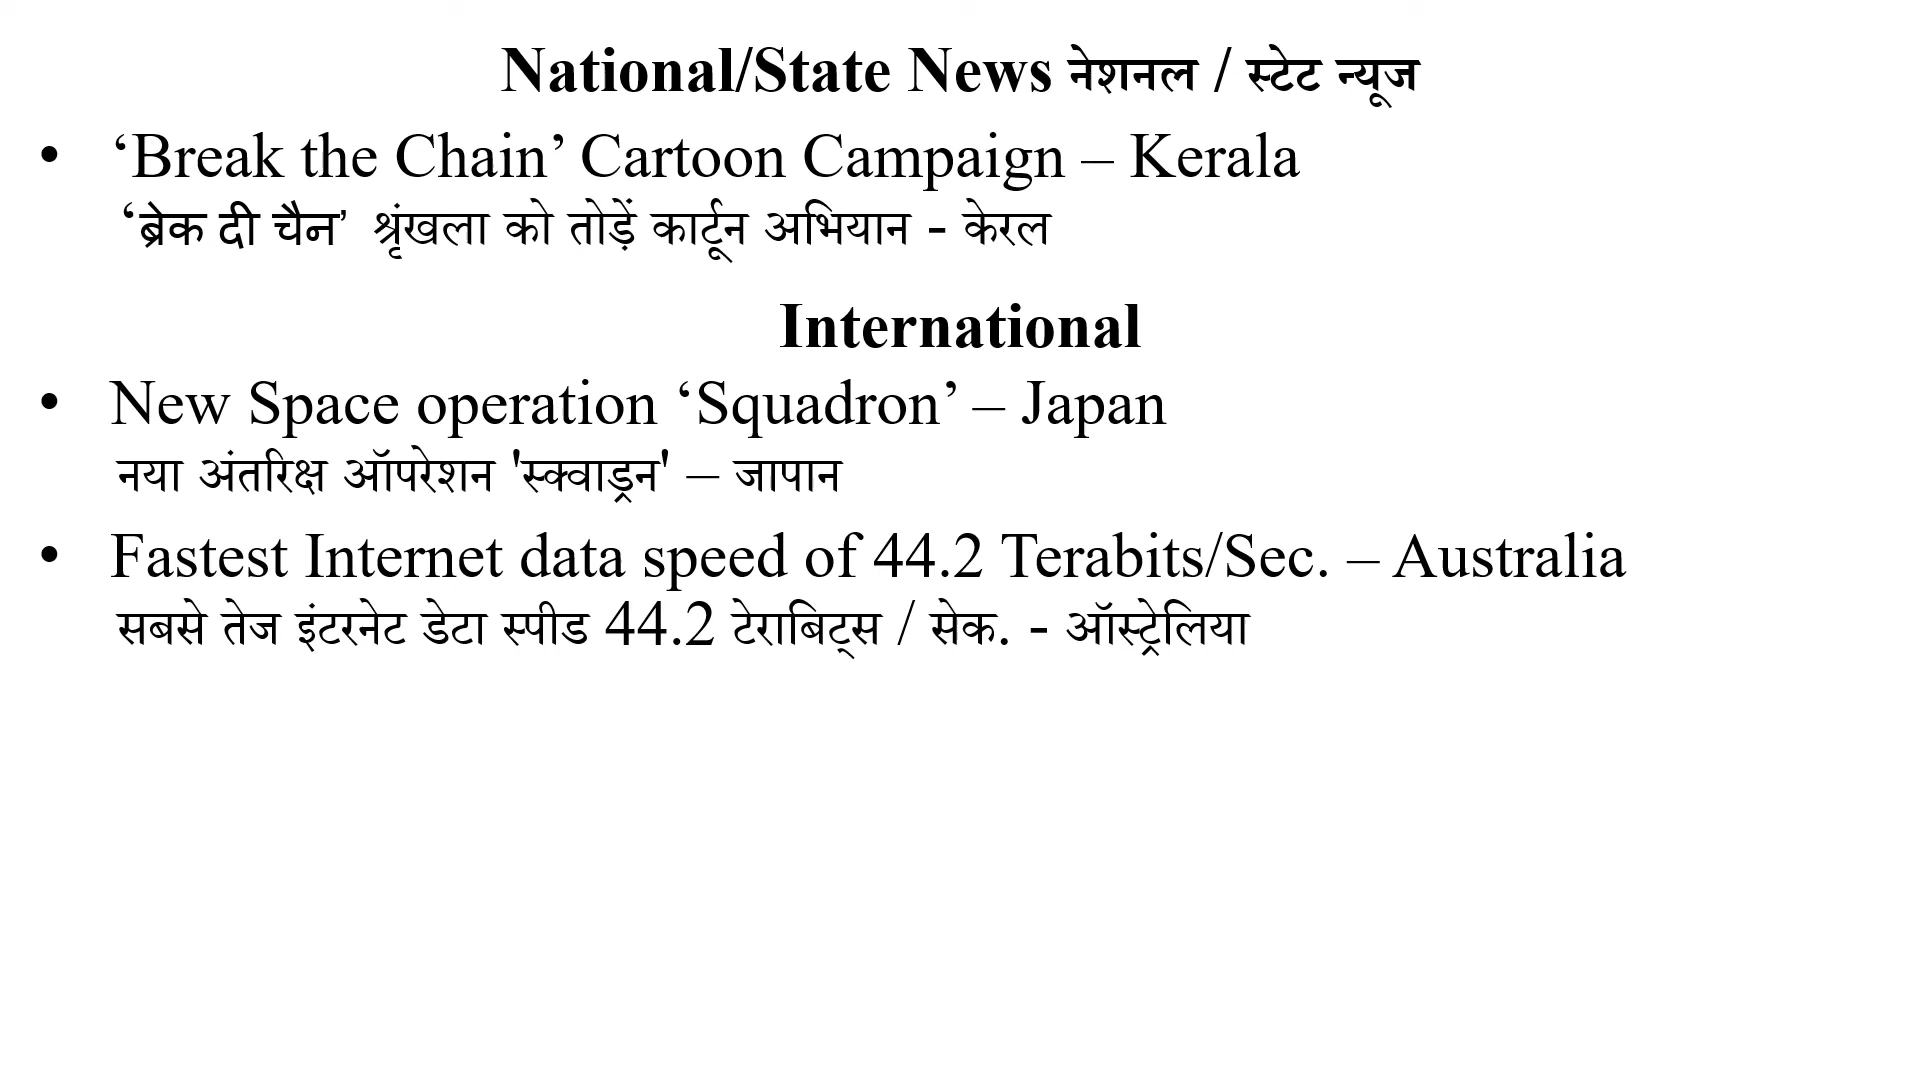 National/State News नेशनल / स्टेट न्यूज
• ‘Break the Chain’ Cartoon Campaign – Kerala
‘ब्रेक दी चैन’ श्रृंखला को तोड़ें कार्टून अभियान - केरल
International
• New Space operation ‘Squadron’ – Japan
नया अंतरिक्ष ऑपरेशन 'स्क्वाड्रन' – जापान
• Fastest Internet data speed of 44.2 Terabits/Sec. – Australia
सबसे तेज इंटरनेट डेटा स्पीड 44.2 टेराबिट्स / सेक. - ऑस्ट्रेलिया